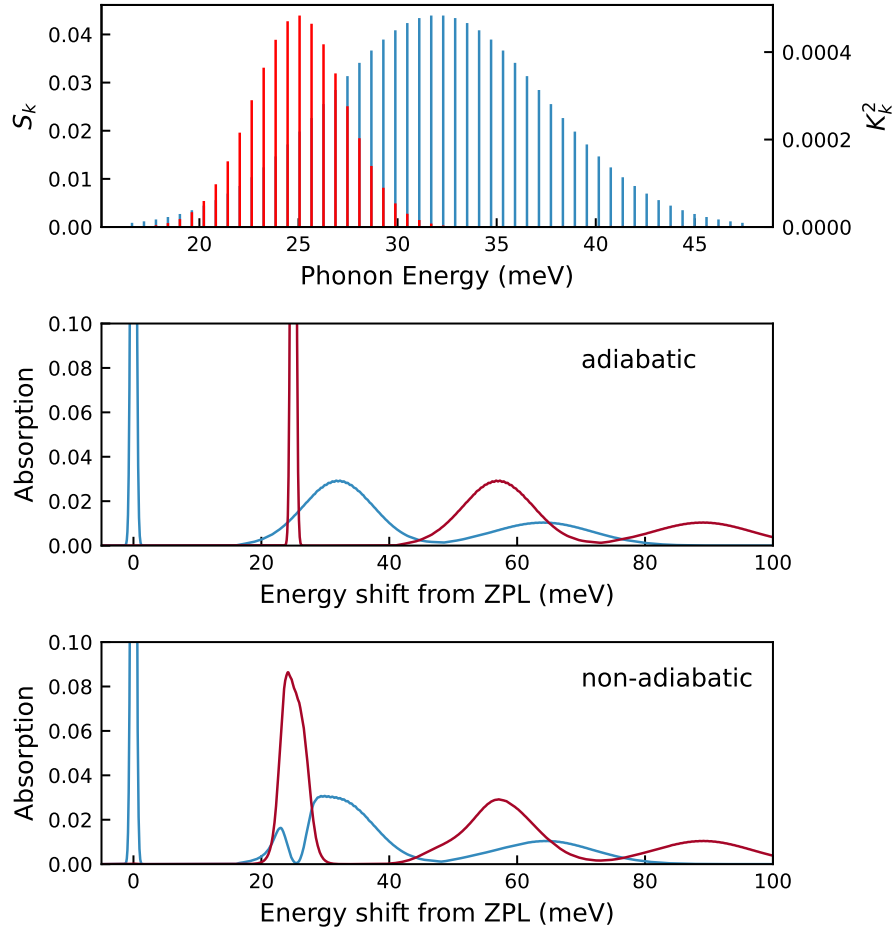 0.04
0.03
0.02
0.01
0.00
S_k
0.0004
0.0002
0.0000
K_k^2
20 25 30 35 40 45
Phonon Energy (meV)
0.10
0.08
0.06
0.04
0.02
0.00
Absorption
adiabatic
0 20 40 60 80 100
Energy shift from ZPL (meV)
0.10
0.08
0.06
0.04
0.02
0.00
Absorption
non-adiabatic
0 20 40 60 80 100
Energy shift from ZPL (meV)